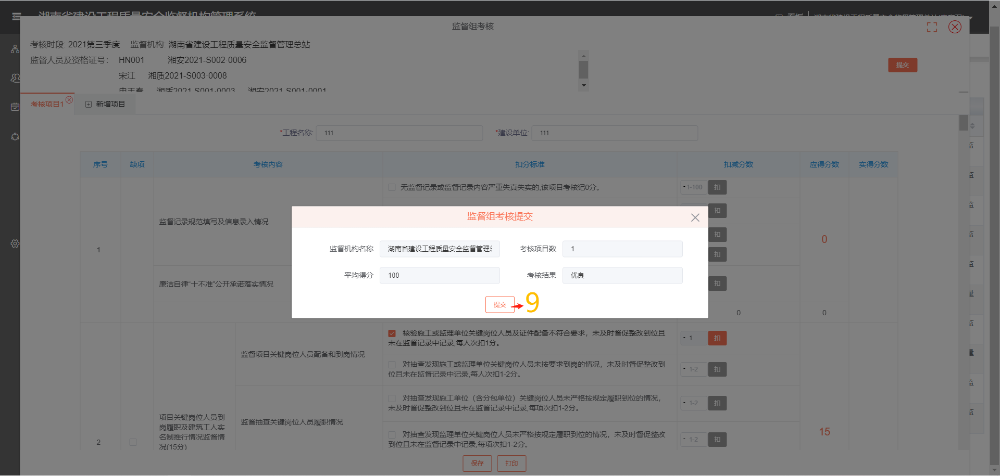 监督组考核
考核时段: 2021第三季度 监督机构: 湖南省建设工程质量安全监督管理总站
监督人员及资格证号： HN001 湘安2021-S002·0006
宋江 湘质2021-S003·0008
湘质2021-S001·0003 湘安2021-S001·0001
提交
考核项目1 新增项目
*工程名称: 111 *建设单位: 111
序号 缺项 考核内容 扣分标准 扣减分数 应得分数 实得分数
无监督记录或监督记录内容严重失真失实的,该项目考核记0分。 - 1-100 扣
扣
监督记录规范填写及信息录入情况
扣
0
1
扣
廉洁自律“十不准”公开承诺落实情况
扣
0 0
监督组考核提交
监督机构名称 湖南省建设工程质量安全监督管理 考核项目数 1
平均得分 100 考核结果 优良
提交 9
核验施工或监理单位关键岗位人员及证件配备不符合要求，未及时督促整改到位且
未在监督记录中记录,每人次扣1分。
- 1 扣
监督项目关键岗位人员配备和到岗情况
对抽查发现施工或监理单位关键岗位人员未按要求到岗的情况，未及时督促整改到
位且未在监督记录中记录,每人次扣1-2分。
- 1-2 扣
对抽查发现施工单位（含分包单位）关键岗位人员未严格按规定履职到位的情况，
未及时督促整改到位且未在监督记录中记录,每项次扣1-2分。
- 1-2 扣
监督抽查关键岗位人员履职情况
对抽查发现监理单位关键岗位人员未严格按规定履职到位的情况，未及时督促整改
到位且未在监督记录中记录,每项次扣1-2分。
- 1-2 扣
15
2
项目关键岗位人员到
岗履职及建筑工人实
名制推行情况监督情
况(15分)
保存 打印